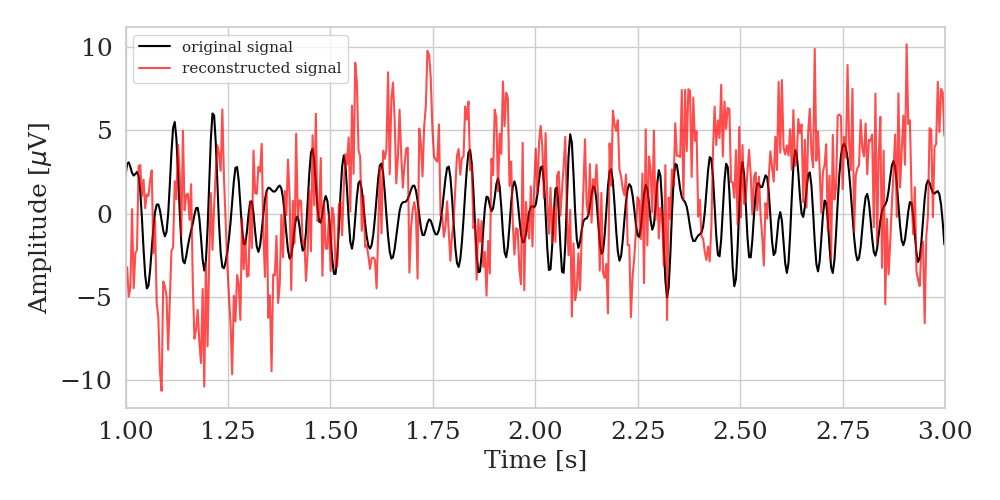 original signal
reconstructed signal
Amplitude [μV]
10
5
0
−5
−10
1.00 1.25 1.50 1.75 2.00 2.25 2.50 2.75 3.00
Time [s]